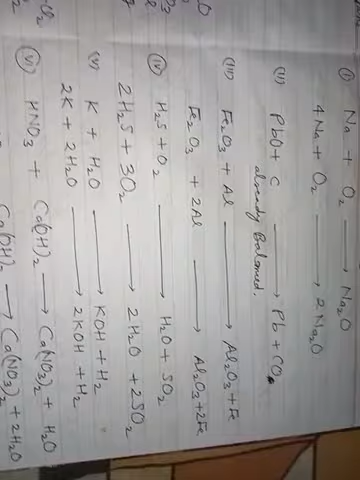 (i) Na + O₂ ⟶ Na₂O
4Na + O₂ ⟶ 2Na₂O
(ii) PbO + C ⟶ Pb + CO
already balanced.
(iii) Fe₂O₃ + Al ⟶ Al₂O₃ + Fe
Fe₂O₃ + 2Al ⟶ Al₂O₃ + 2Fe
(iv) H₂S + O₂ ⟶ H₂O + SO₂
2H₂S + 3O₂ ⟶ 2H₂O + 2SO₂
(v) K + H₂O ⟶ KOH + H₂
2K + 2H₂O ⟶ 2KOH + H₂
(vi) HNO₃ + Ca(OH)₂ ⟶ Ca(NO₃)₂ + H₂O
Ca(OH)₂ ⟶ Ca(NO₃)₂ + 2H₂O